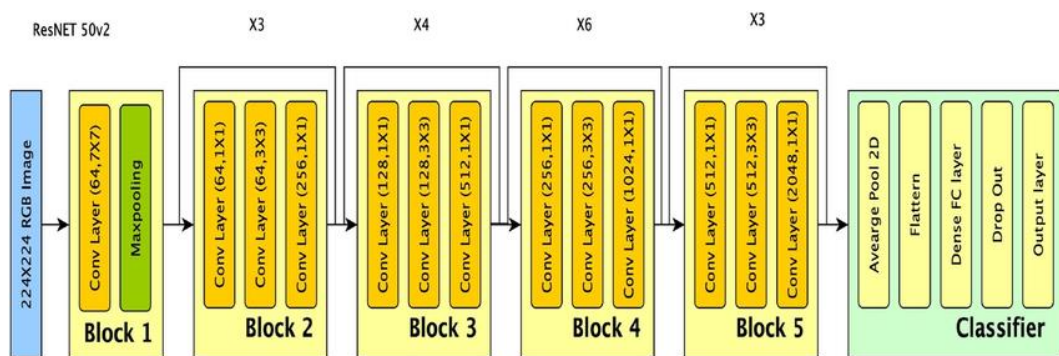 ResNET 50v2
X3
X4
X6
X3
224X224 RGB Image
Conv Layer (64,7X7)
Maxpooling
Block 1
Conv Layer (64,1X1)
Conv Layer (64,3X3)
Conv Layer (256,1X1)
Block 2
Conv Layer (128,1X1)
Conv Layer (128,3X3)
Conv Layer (512,1X1)
Block 3
Conv Layer (256,1X1)
Conv Layer (256,3X3)
Conv Layer (1024,1X1)
Block 4
Conv Layer (512,1X1)
Conv Layer (512,3X3)
Conv Layer (2048,1X1)
Block 5
Avearge Pool 2D
Flattern
Dense FC layer
Drop Out
Output layer
Classifier